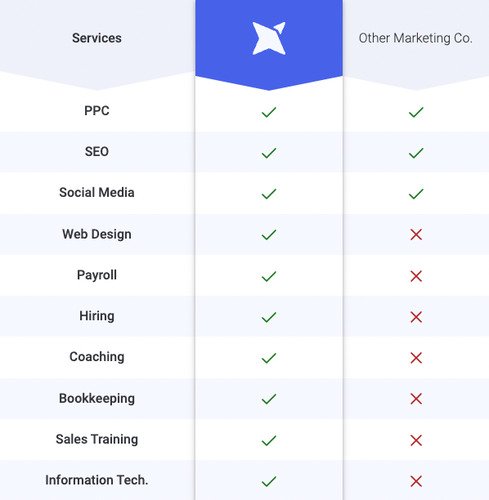 Services
Other Marketing Co.
PPC
SEO
Social Media
Web Design
Payroll
Hiring
Coaching
Bookkeeping
Sales Training
Information Tech.